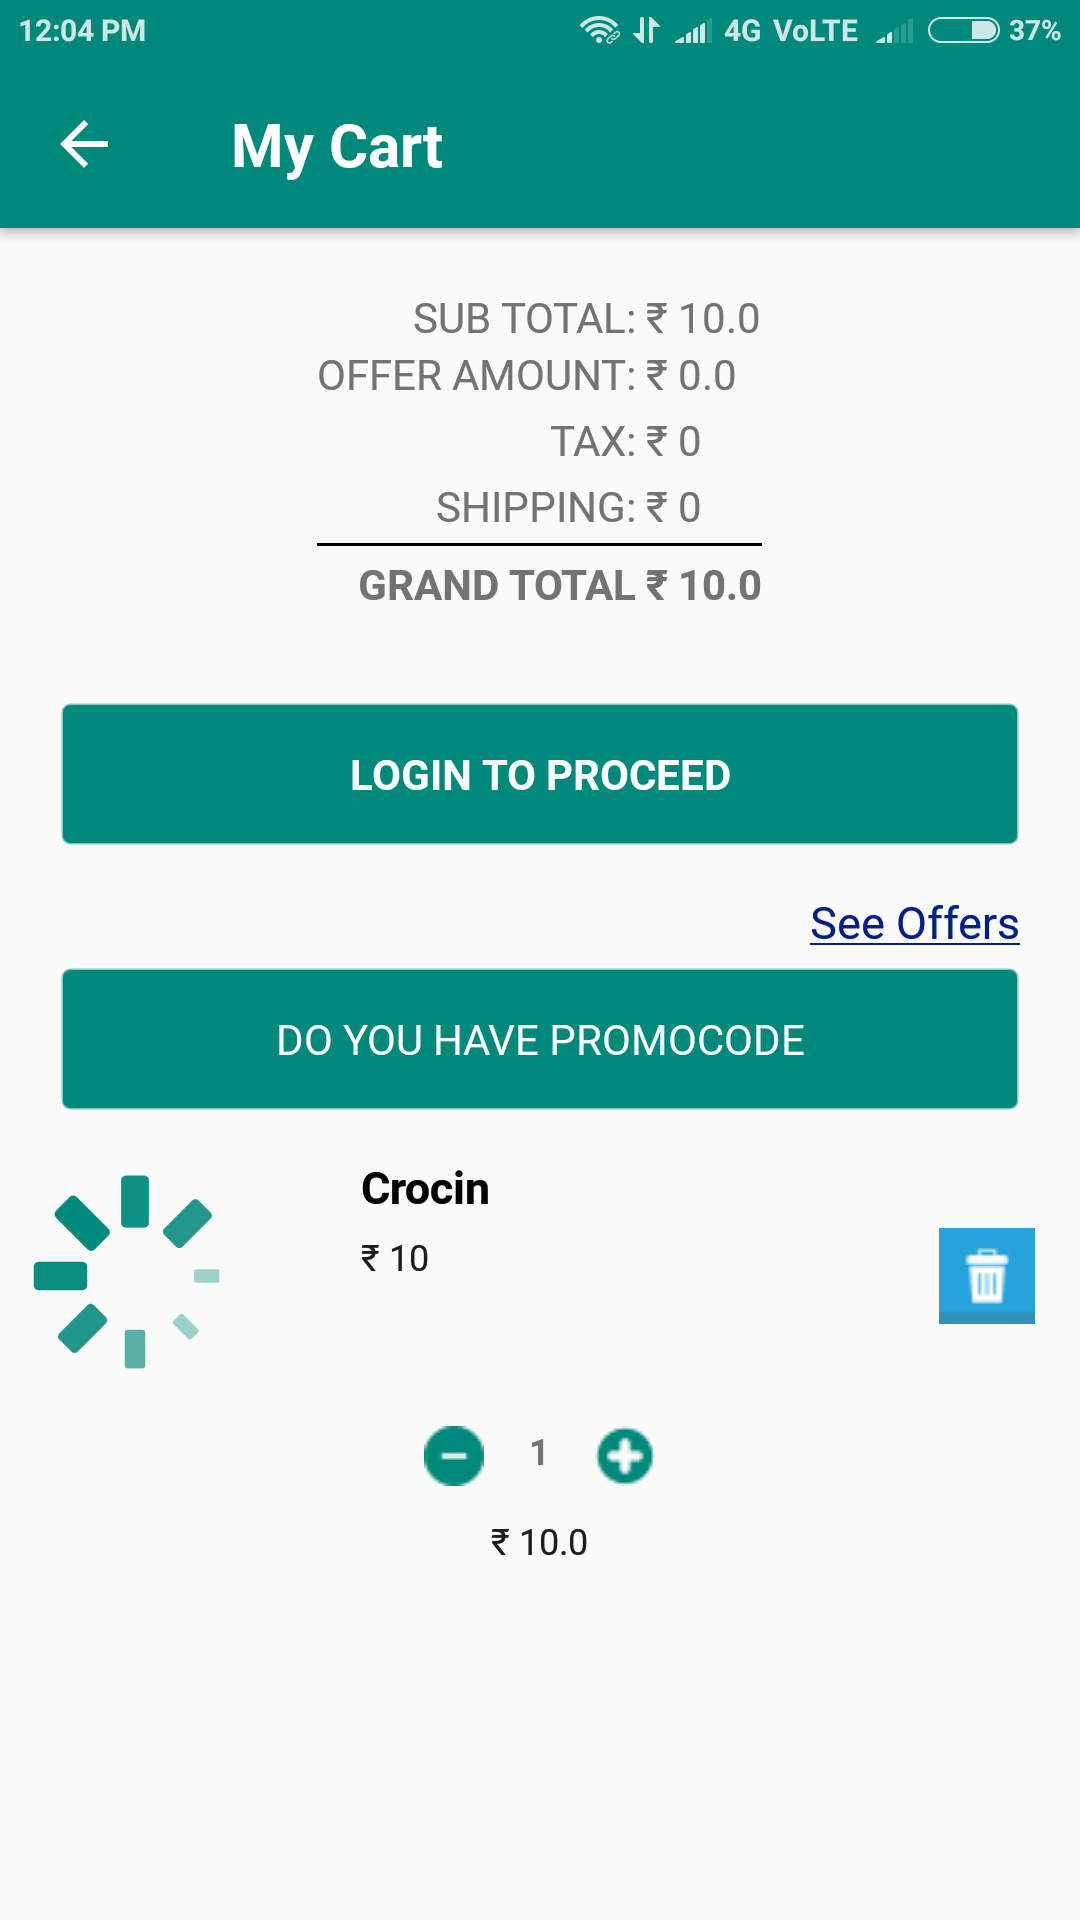 12:04 PM 4G VoLTE 37%
My Cart
SUB TOTAL: ₹ 10.0
OFFER AMOUNT: ₹ 0.0
TAX: ₹ 0
SHIPPING: ₹ 0
GRAND TOTAL ₹ 10.0
LOGIN TO PROCEED
See Offers
DO YOU HAVE PROMOCODE
Crocin
₹ 10
1
₹ 10.0